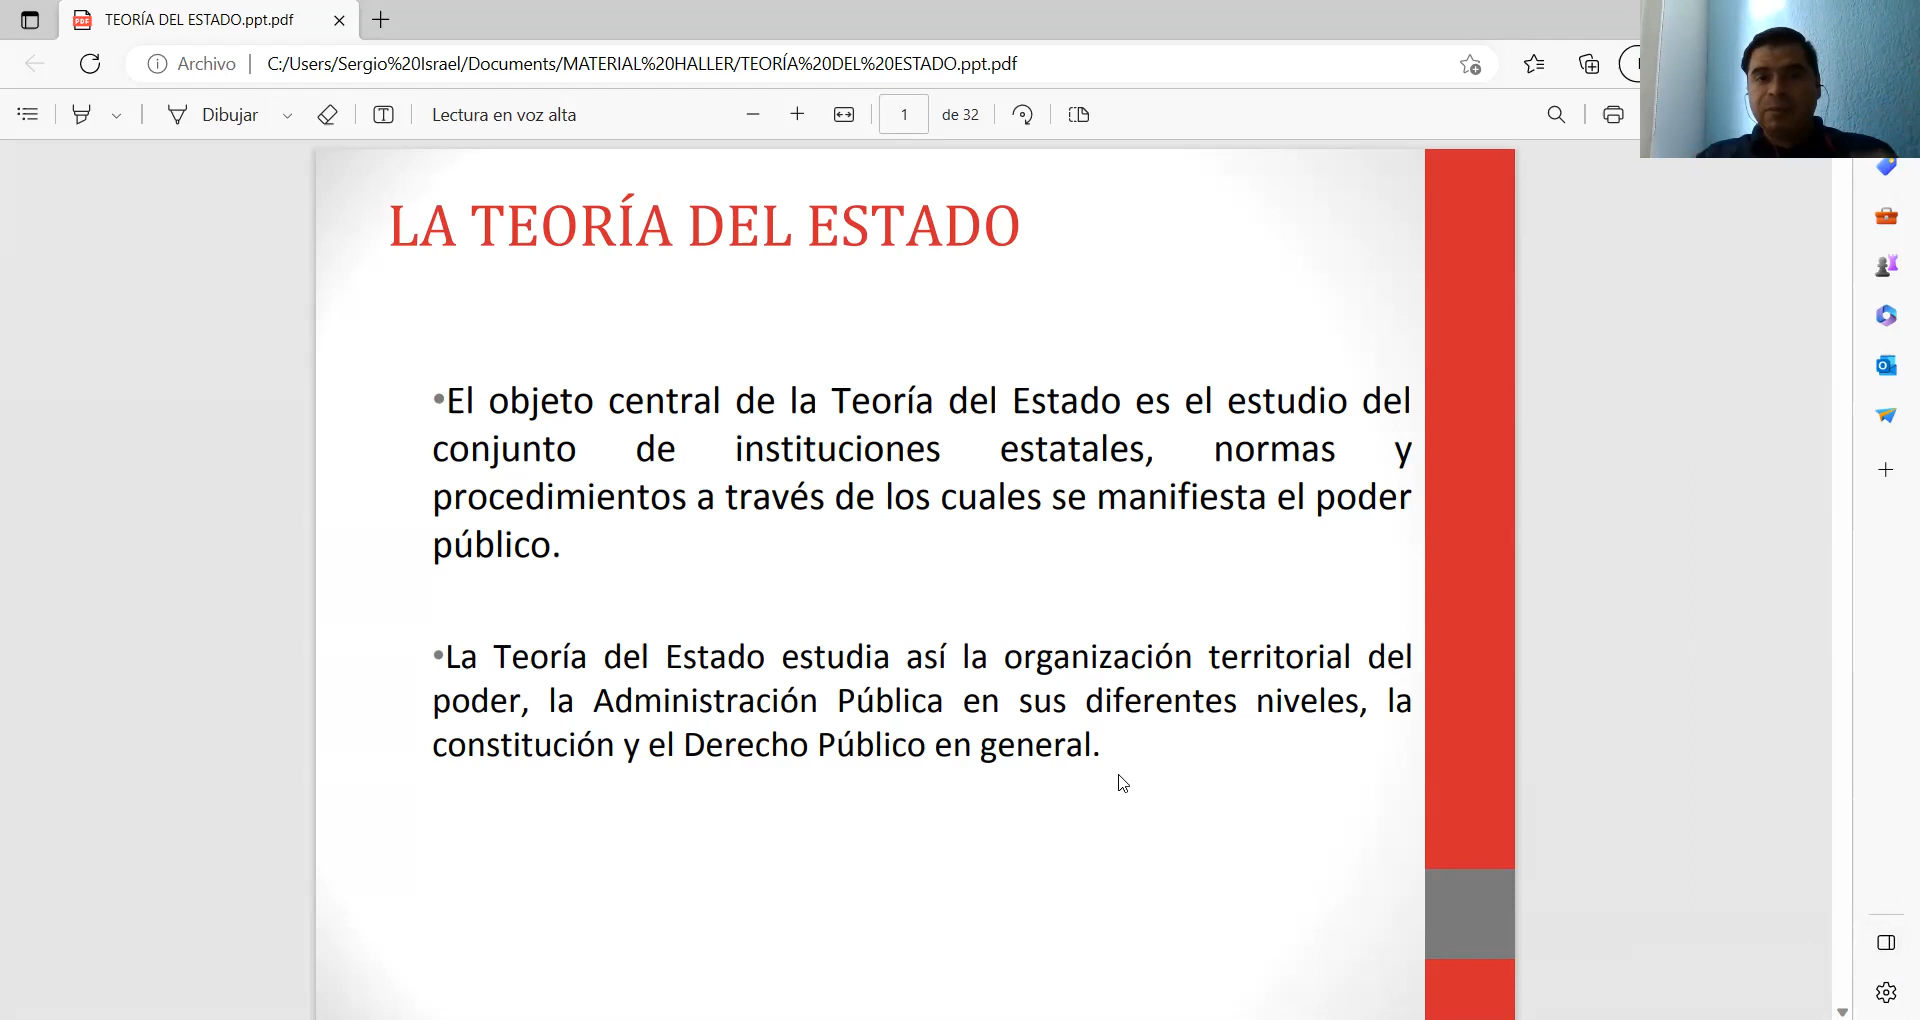 TEORÍA DEL ESTADO.ppt.pdf
Archivo
C:/Users/Sergio%20Israel/Documents/MATERIAL%20HALLER/TEORÍA%20DEL%20ESTADO.ppt.pdf
Dibujar
Lectura en voz alta
1
de 32
LA TEORÍA DEL ESTADO
•El objeto central de la Teoría del Estado es el estudio del
conjunto de instituciones estatales, normas y
procedimientos a través de los cuales se manifiesta el poder
público.
•La Teoría del Estado estudia así la organización territorial del
poder, la Administración Pública en sus diferentes niveles, la
constitución y el Derecho Público en general.